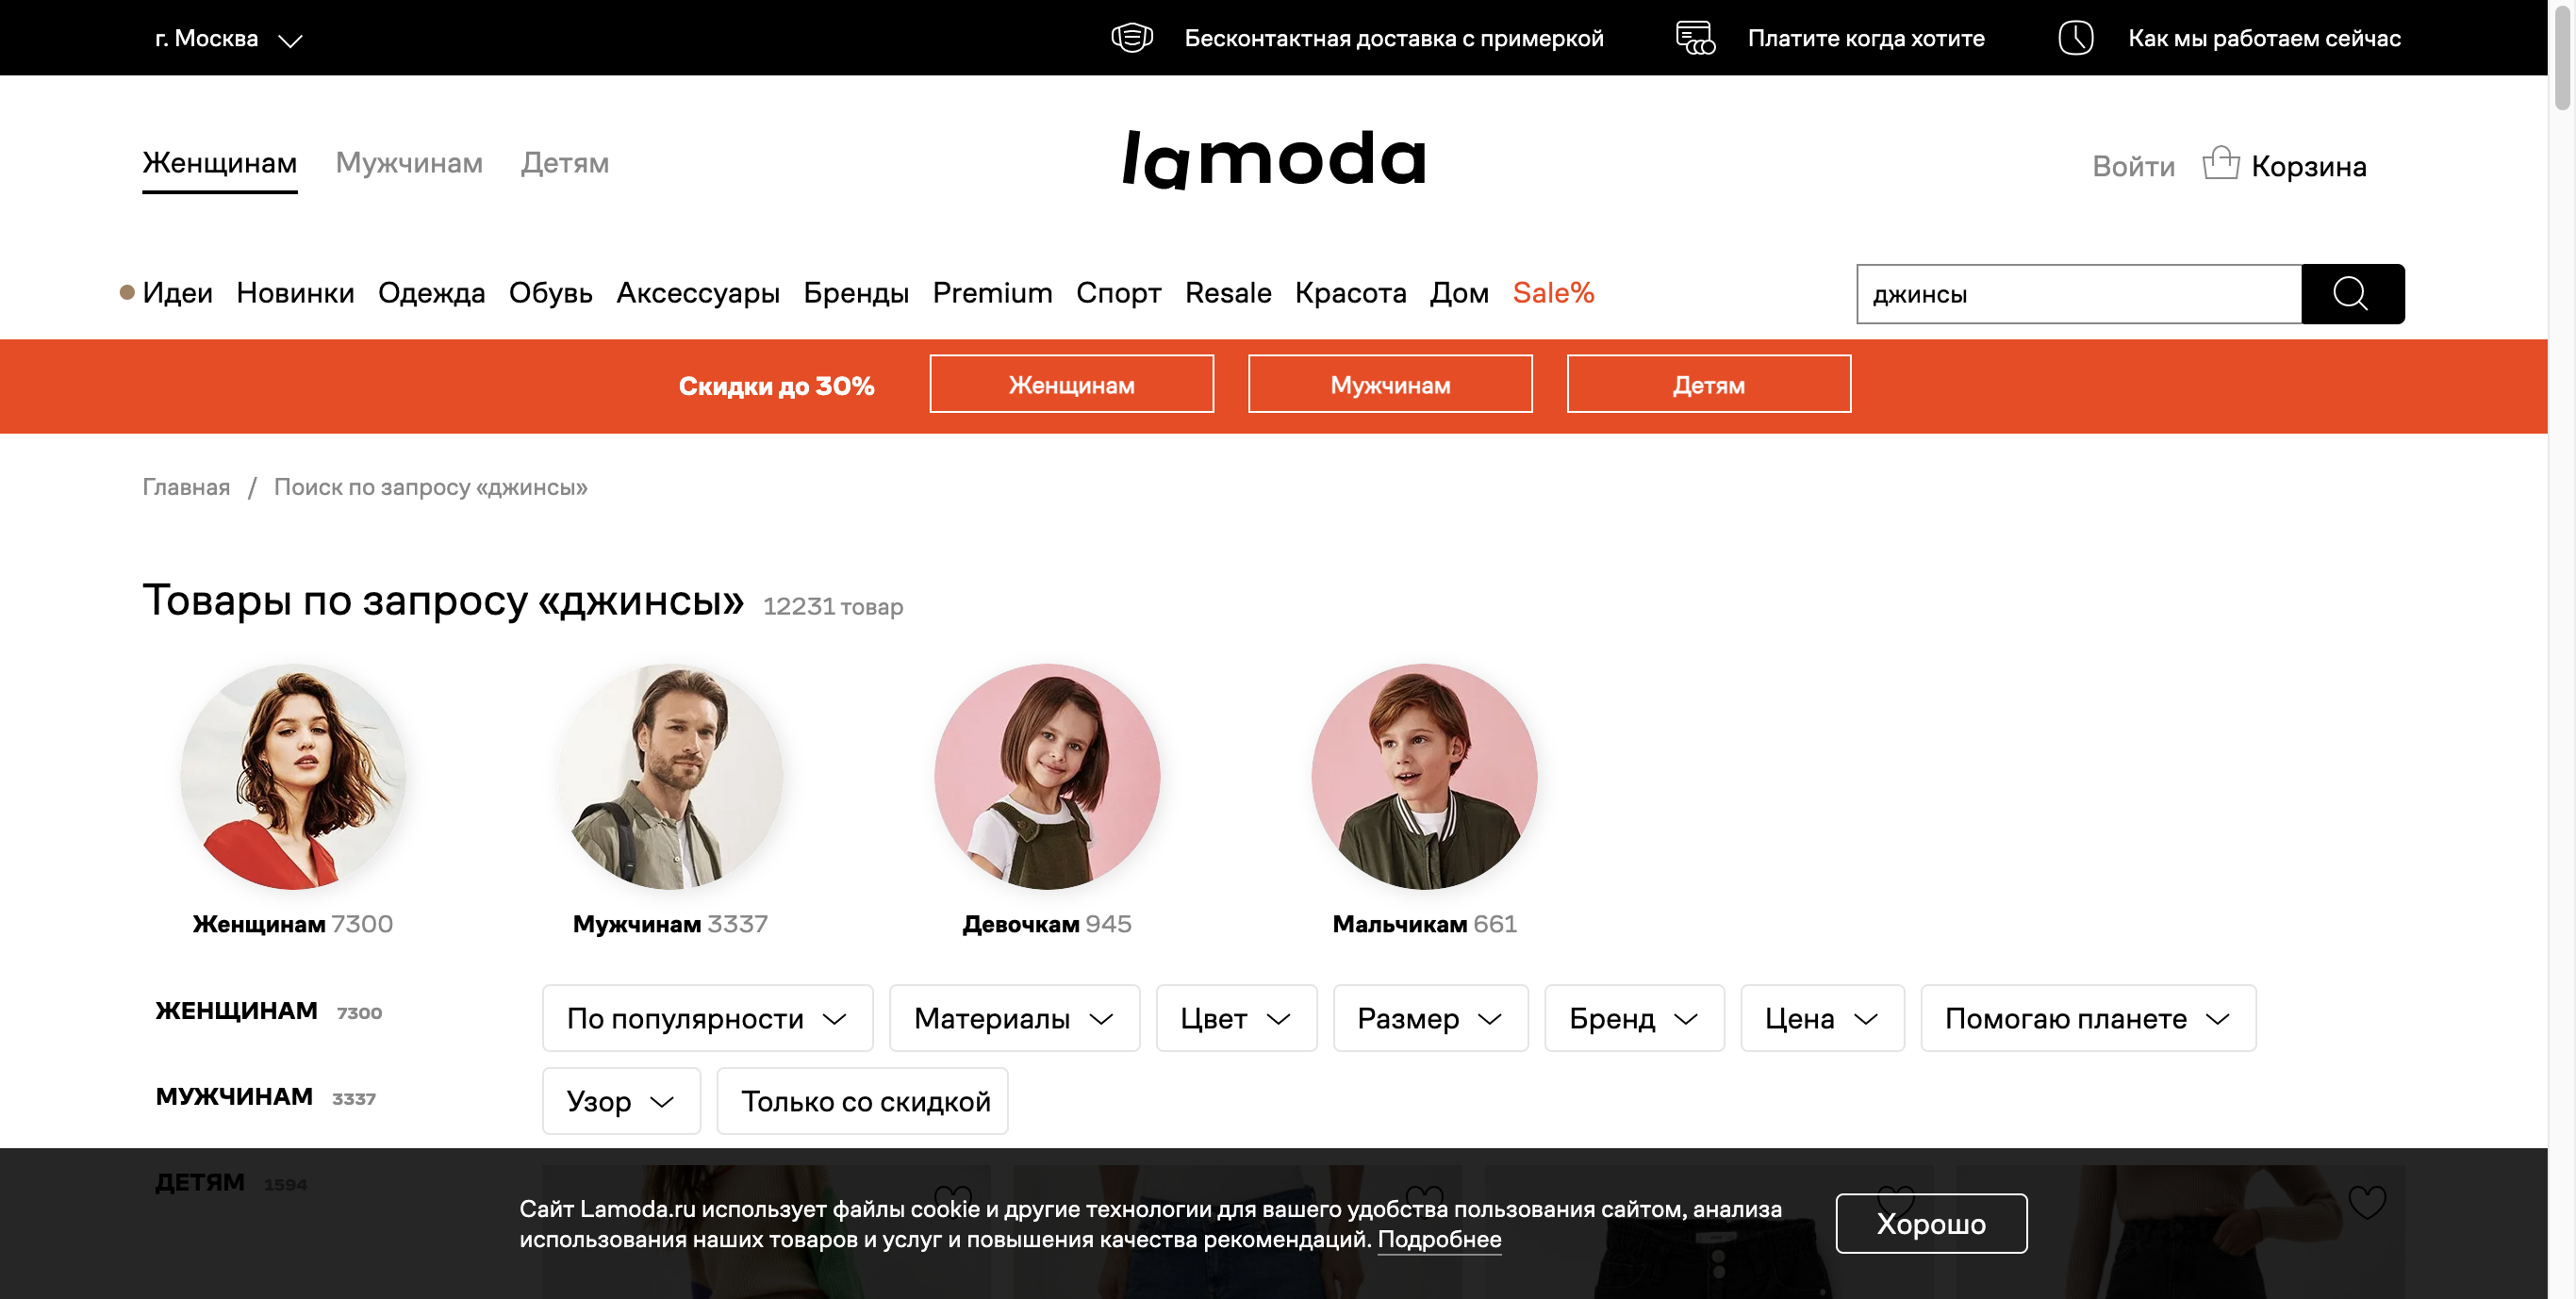 г. Москва
Бесконтактная доставка с примеркой
Платите когда хотите
Как мы работаем сейчас
Женщинам Мужчинам Детям
lamoda
Войти Корзина
Идеи Новинки Одежда Обувь Аксессуары Бренды Premium Спорт Resale Красота Дом Sale%
джинсы
Скидки до 30% Женщинам Мужчинам Детям
Главная / Поиск по запросу «джинсы»
Товары по запросу «джинсы» 12231 товар
Женщинам 7300
Мужчинам 3337
Девочкам 945
Мальчикам 661
ЖЕНЩИНАМ 7300
МУЖЧИНАМ 3337
ДЕТЯМ 1594
По популярности Материалы Цвет Размер Бренд Цена Помогаю планете
Узор Только со скидкой
Сайт Lamoda.ru использует файлы cookie и другие технологии для вашего удобства пользования сайтом, анализа
использования наших товаров и услуг и повышения качества рекомендаций. Подробнее
Хорошо